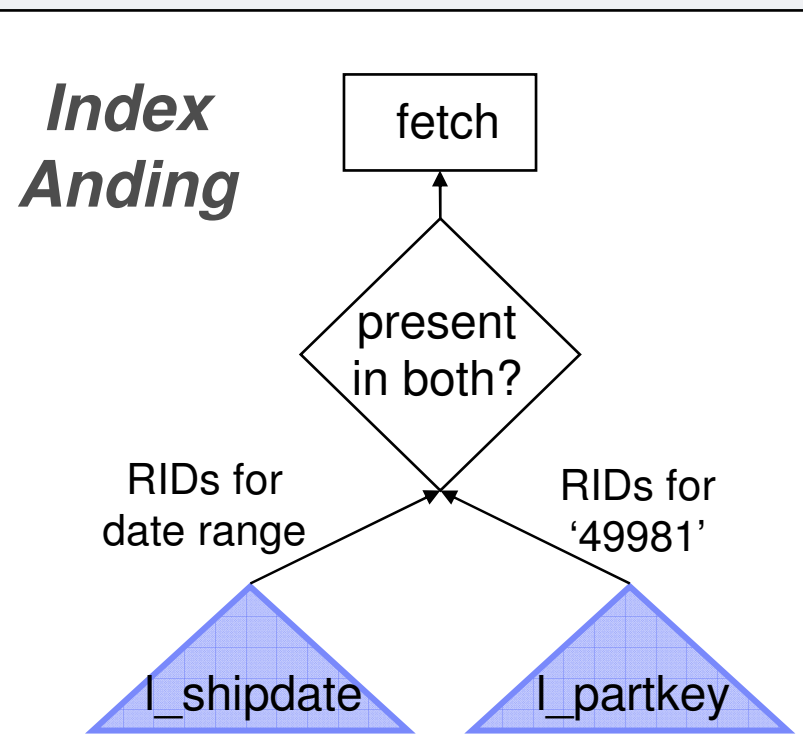 Index
Anding
fetch
present
in both?
RIDs for
date range
RIDs for
‘49981’
l_shipdate
l_partkey